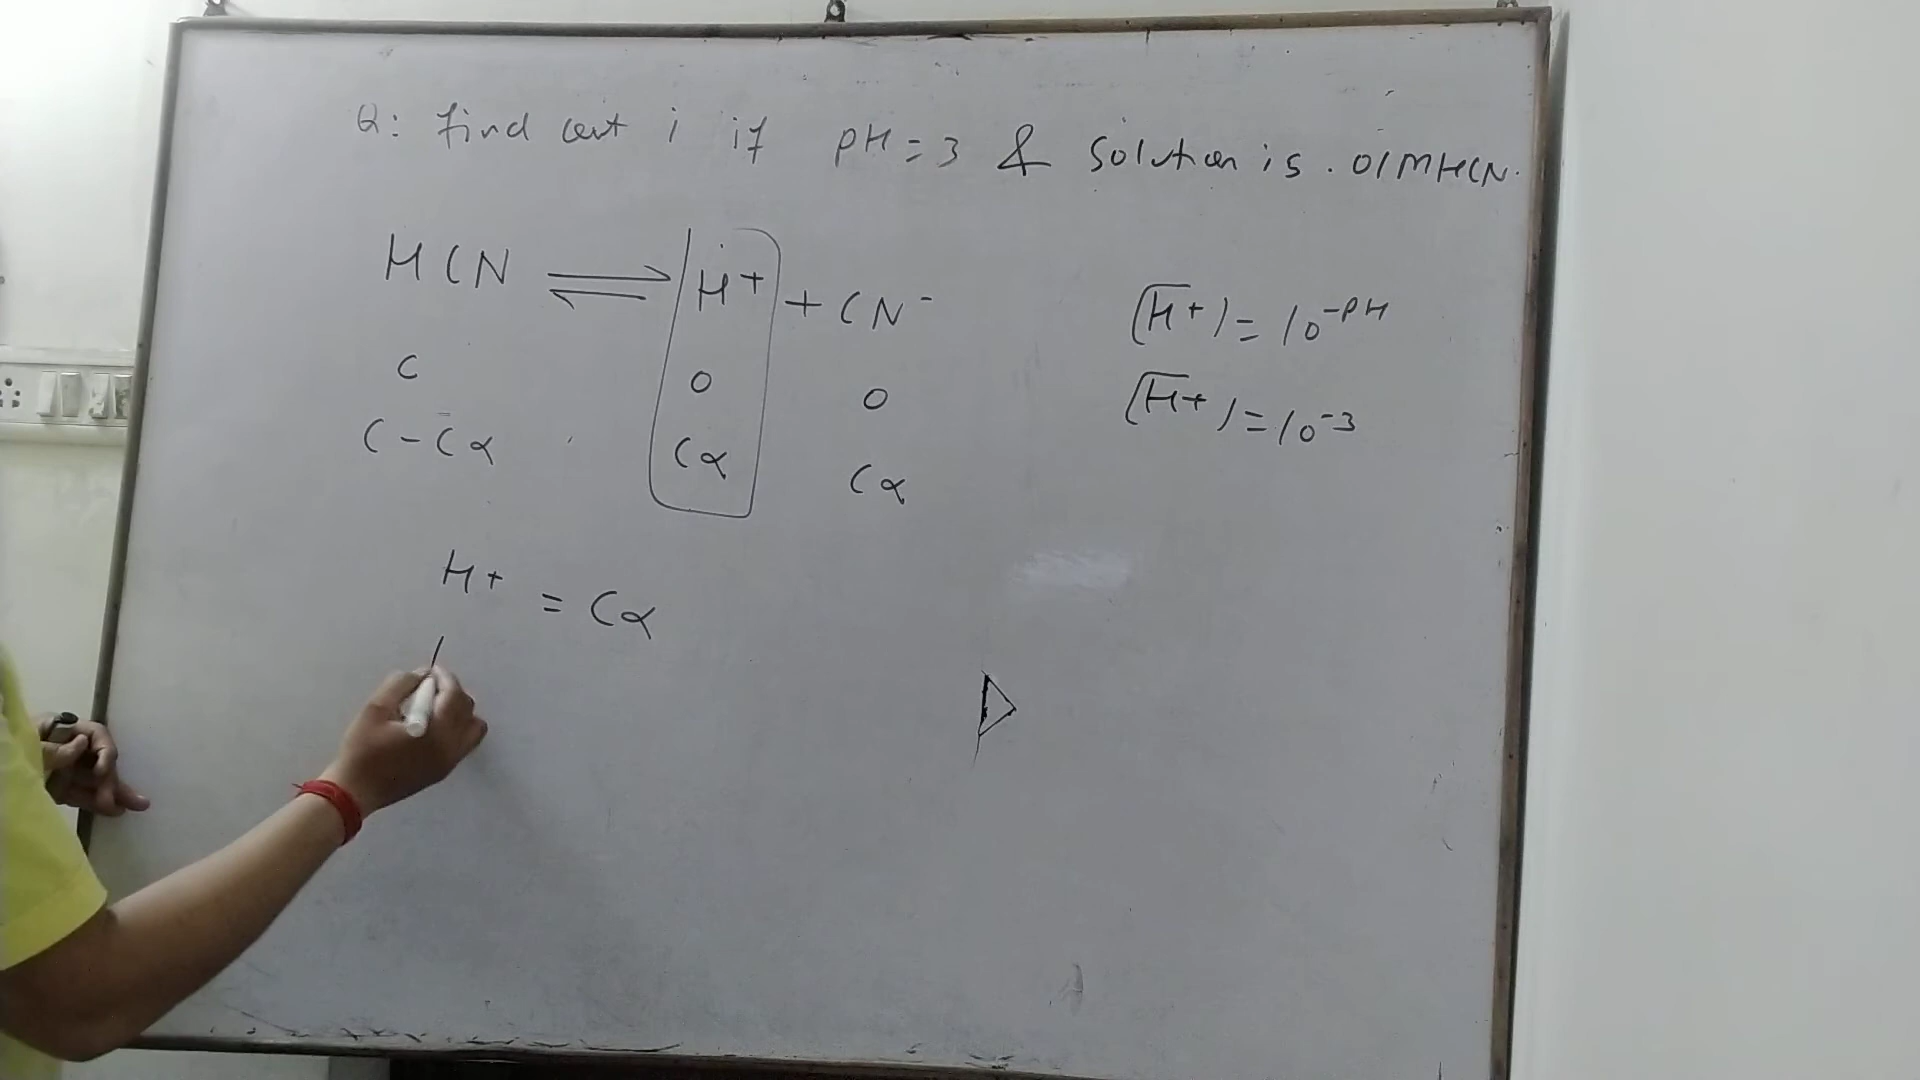 Q: find out i if pH = 3 & solution is .01M HCN.
HCN ⇌ H+ + CN-
C 0 0
C - Cα Cα Cα
[H+] = 10-PH
[H+] = 10-3
H+ = Cα